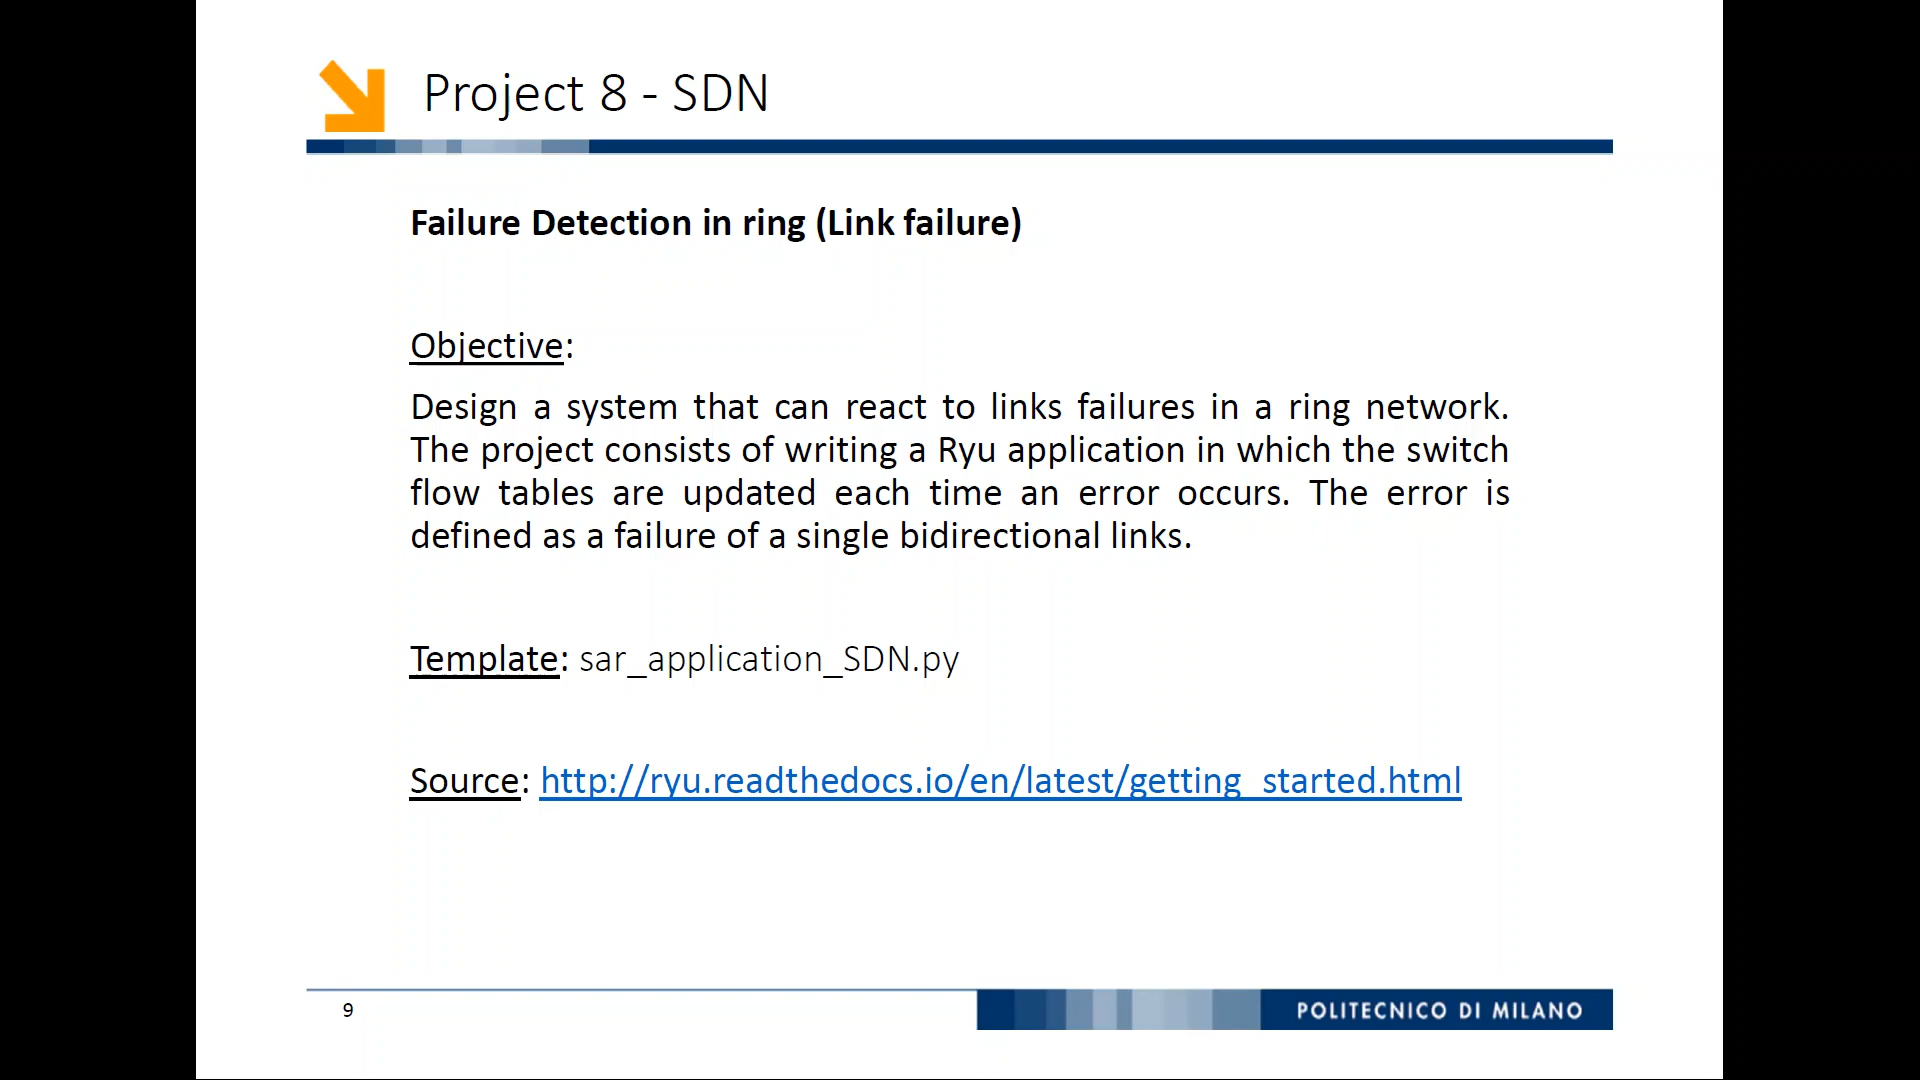 Project 8 - SDN
Failure Detection in ring (Link failure)
Objective:
Design a system that can react to links failures in a ring network.
The project consists of writing a Ryu application in which the switch
flow tables are updated each time an error occurs. The error is
defined as a failure of a single bidirectional links.
Template: sar_application_SDN.py
Source: http://ryu.readthedocs.io/en/latest/getting_started.html
9
POLITECNICO DI MILANO